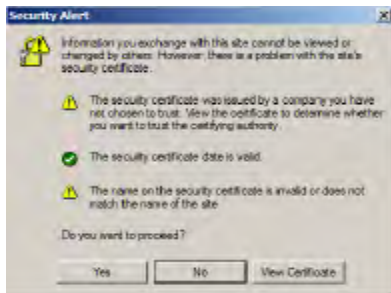 Security Alert
Information you exchange with this site cannot be viewed or
changed by others. However, there is a problem with the site's
security certificate.
The security certificate was issued by a company you have
not chosen to trust. View the certificate to determine whether
you want to trust the certifying authority.
The security certificate date is valid.
The name on the security certificate is invalid or does not
match the name of the site
Do you want to proceed?
Yes No View Certificate